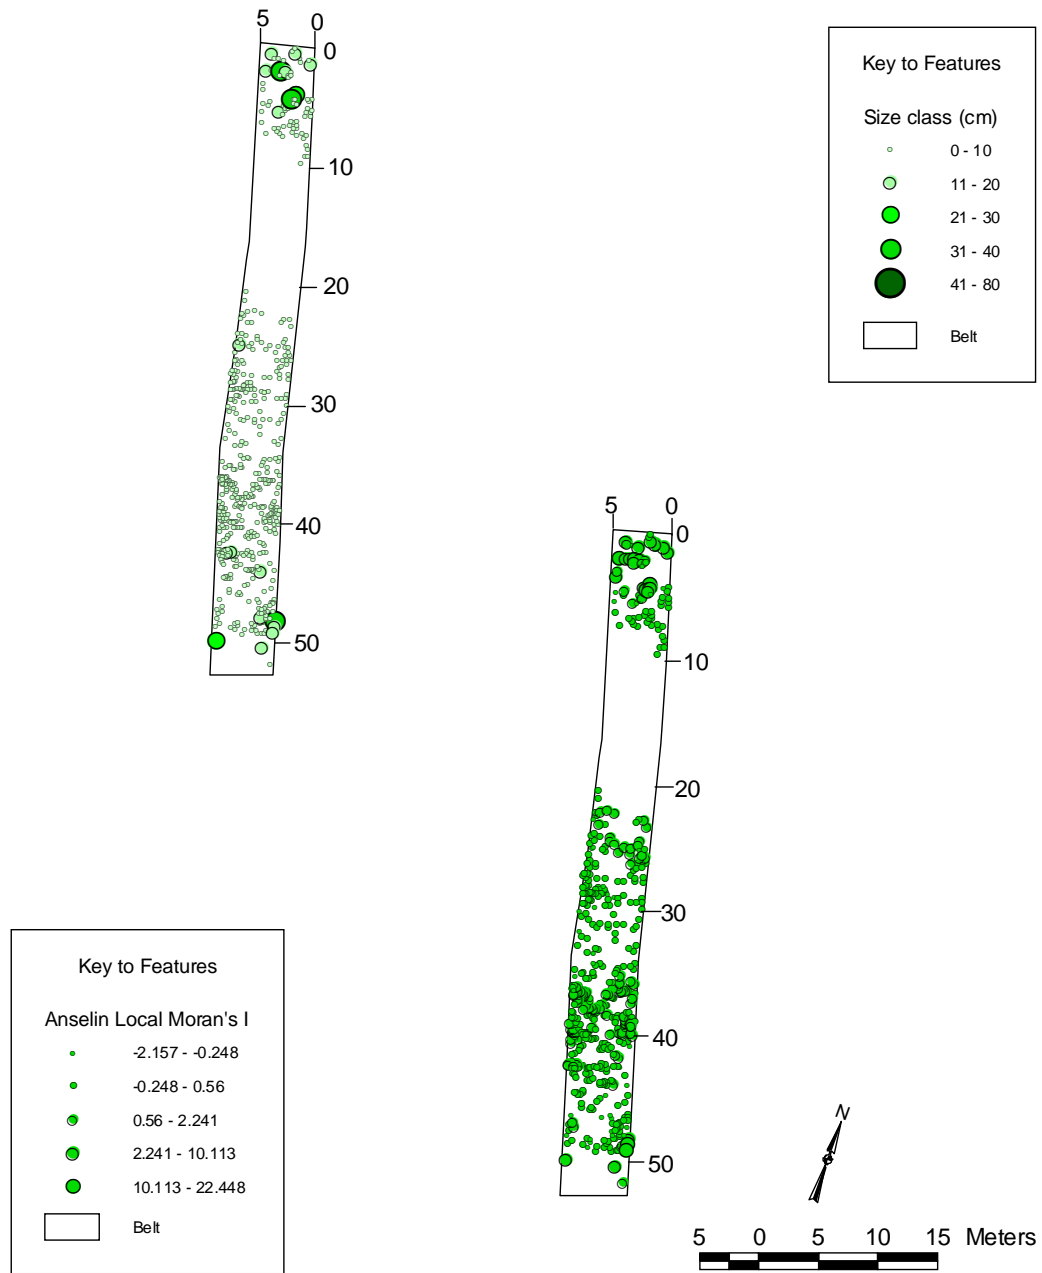 5 0
0
10
20
30
40
50
Key to Features
Size class (cm)
0 - 10
11 - 20
21 - 30
31 - 40
41 - 80
Belt
5 0
0
10
20
30
40
50
Key to Features
Anselin Local Moran's I
-2.157 - -0.248
-0.248 - 0.56
0.56 - 2.241
2.241 - 10.113
10.113 - 22.448
Belt
N
5 0 5 10 15 Meters